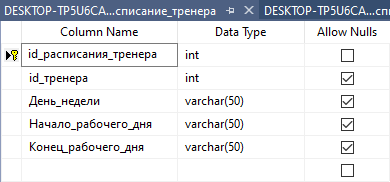 DESKTOP-TP5U6CA...списание_тренера
DESKTOP-TP5U6CA...сп
Column Name Data Type Allow Nulls
id_расписания_тренера int
id_тренера int
День_недели varchar(50)
Начало_рабочего_дня varchar(50)
Конец_рабочего_дня varchar(50)